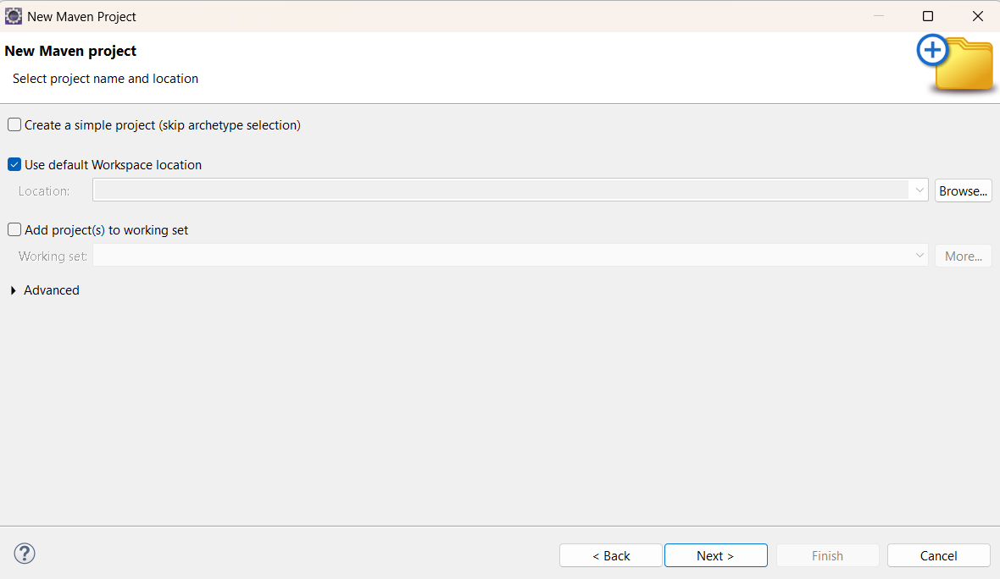 New Maven Project
New Maven project
Select project name and location
Create a simple project (skip archetype selection)
Use default Workspace location
Location:
Browse...
Add project(s) to working set
Working set:
More...
Advanced
?
< Back
Next >
Finish
Cancel